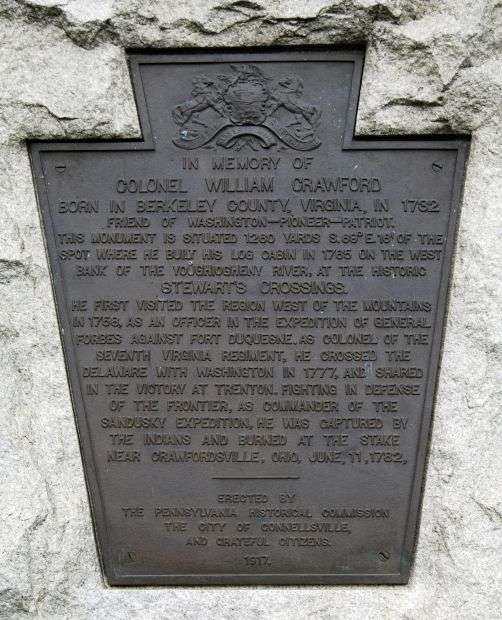 IN MEMORY OF
COLONEL WILLIAM CRAWFORD
BORN IN BERKELEY COUNTY, VIRGINIA, IN 1732
FRIEND OF WASHINGTON—PIONEER—PATRIOT.
THIS MONUMENT IS SITUATED 1260 YARDS S. 68° E. 16' OF THE
SPOT WHERE HE BUILT HIS LOG CABIN IN 1765 ON THE WEST
BANK OF THE YOUGHIOGHENY RIVER, AT THE HISTORIC
STEWART'S CROSSINGS.
HE FIRST VISITED THE REGION WEST OF THE MOUNTAINS
IN 1758, AS AN OFFICER IN THE EXPEDITION OF GENERAL
FORBES AGAINST FORT DUQUESNE. AS COLONEL OF THE
SEVENTH VIRGINIA REGIMENT, HE CROSSED THE
DELAWARE WITH WASHINGTON IN 1777, AND SHARED
IN THE VICTORY AT TRENTON. FIGHTING IN DEFENSE
OF THE FRONTIER, AS COMMANDER OF THE
SANDUSKY EXPEDITION, HE WAS CAPTURED BY
THE INDIANS AND BURNED AT THE STAKE
NEAR CRAWFORDSVILLE, OHIO, JUNE, 11, 1782,
ERECTED BY
THE PENNSYLVANIA HISTORICAL COMMISSION
THE CITY OF CONNELLSVILLE,
AND GRATEFUL CITIZENS.
1917.